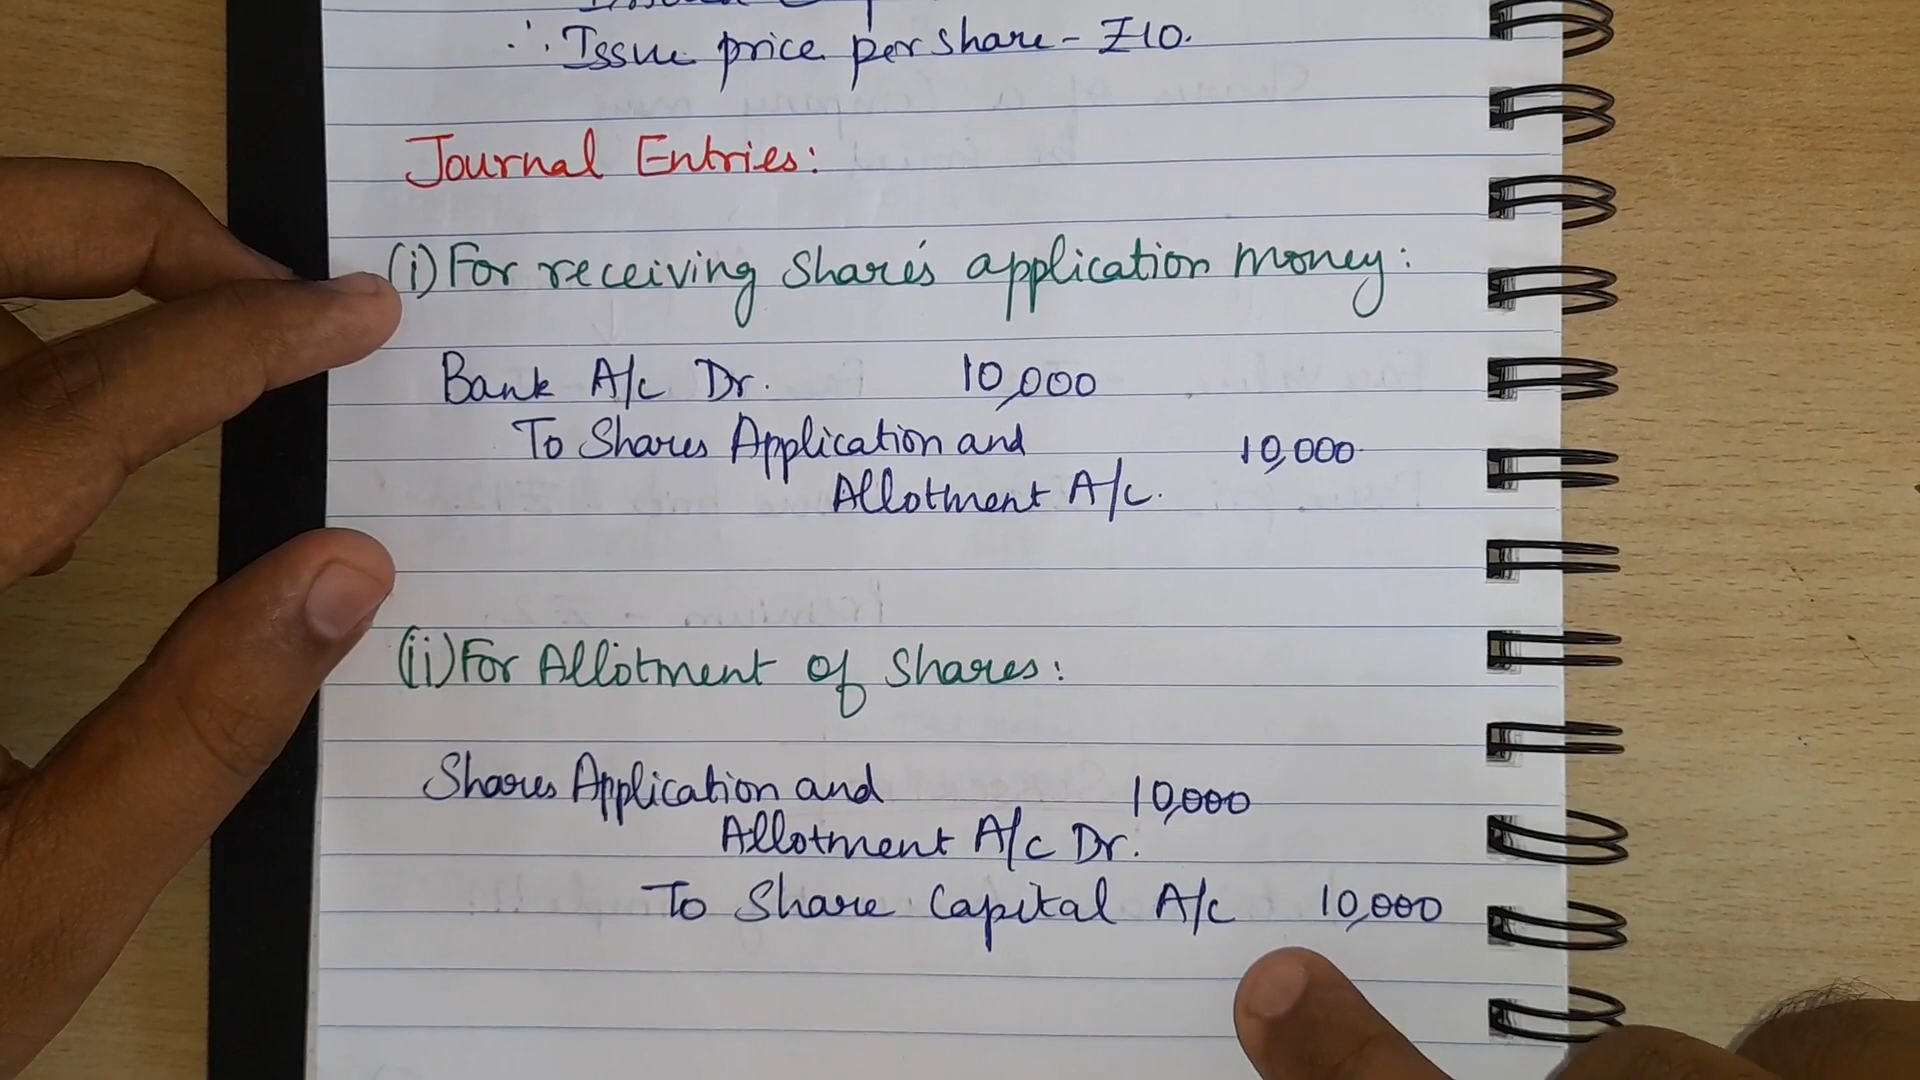 ∴ Issue price per share - ₹10.
Journal Entries:
(i) For receiving Share's application money:
Bank A/c Dr. 10,000
To Shares Application and 10,000
Allotment A/c.
(ii) For Allotment of Shares:
Shares Application and 10,000
Allotment A/c Dr.
To Share Capital A/c 10,000